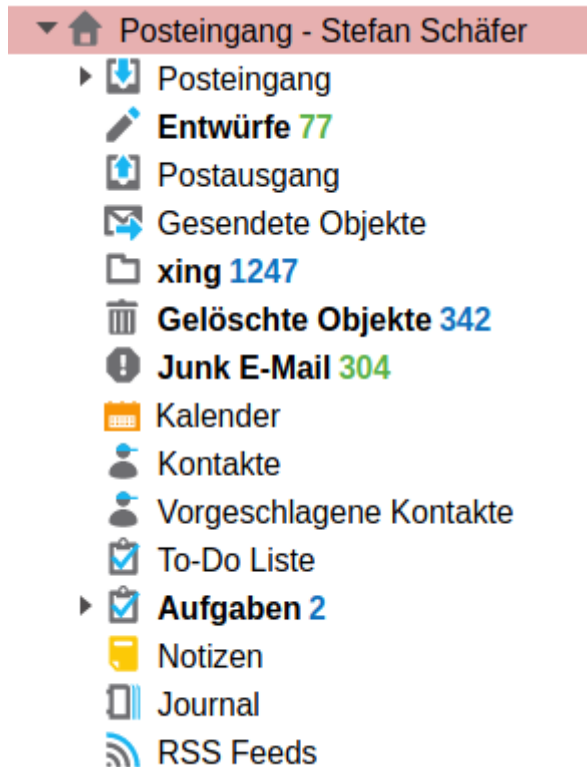 Posteingang - Stefan Schäfer
Posteingang
Entwürfe 77
Postausgang
Gesendete Objekte
xing 1247
Gelöschte Objekte 342
Junk E-Mail 304
Kalender
Kontakte
Vorgeschlagene Kontakte
To-Do Liste
Aufgaben 2
Notizen
Journal
RSS Feeds